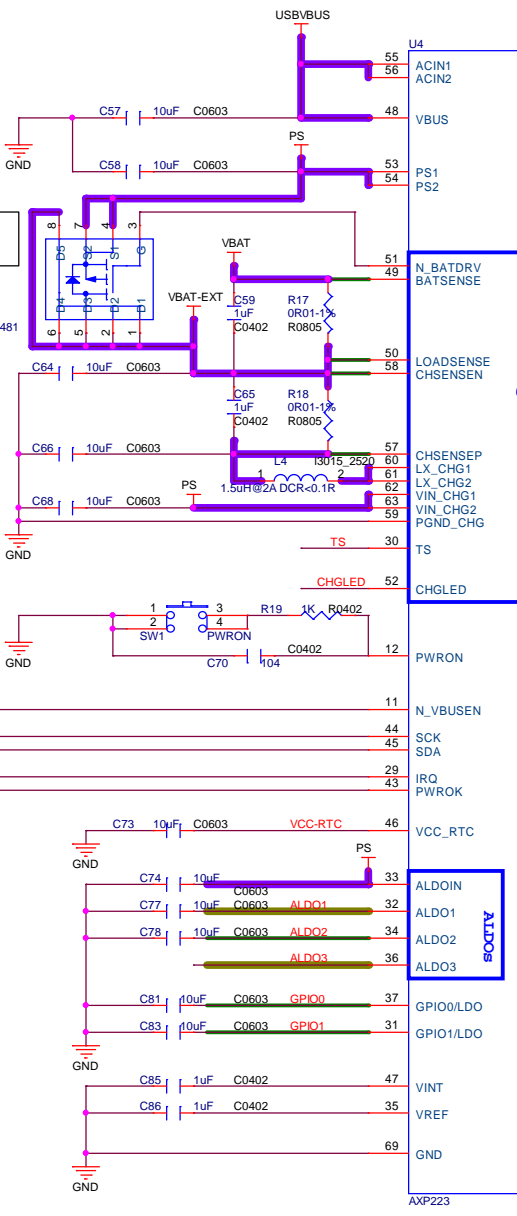 USBVBUS
U4
55 ACIN1
56 ACIN2
C57 10uF C0603
48 VBUS
GND
PS
C58 10uF C0603
53 PS1
54 PS2
8 7 4 3
D5 S2 S1 G
VBAT
51 N_BATDRV
49 BATSENSE
D4 D3 D2 D1
VBAT-EXT
C59 R17
1uF 0R01-1%
C0402 R0805
481
6 5 2 1
50 LOADSENSE
C64 10uF C0603
58 CHSENSEN
C65 R18
1uF 0R01-1%
C0402 R0805
C66 10uF C0603
57 CHSENSEP
L4 I3015_2520
60 LX_CHG1
1 2
61 LX_CHG2
PS
1.5uH@2A DCR<0.1R
62 VIN_CHG1
C68 10uF C0603
63 VIN_CHG2
59 PGND_CHG
GND
TS 30 TS
CHGLED 52 CHGLED
1 3 R19 1K R0402
2 4
SW1 PWRON
C70 104 C0402
12 PWRON
GND
11 N_VBUSEN
44 SCK
45 SDA
29 IRQ
43 PWROK
C73 10uF C0603 VCC-RTC 46 VCC_RTC
GND
PS
C74 10uF C0603
33 ALDOIN
C77 10uF C0603 ALDO1 32 ALDO1
C78 10uF C0603 ALDO2 34 ALDO2
ALDO3 36 ALDO3
ALDOS
C81 10uF C0603 GPIO0 37 GPIO0/LDO
C83 10uF C0603 GPIO1 31 GPIO1/LDO
GND
C85 1uF C0402 47 VINT
C86 1uF C0402 35 VREF
69 GND
GND
AXP223